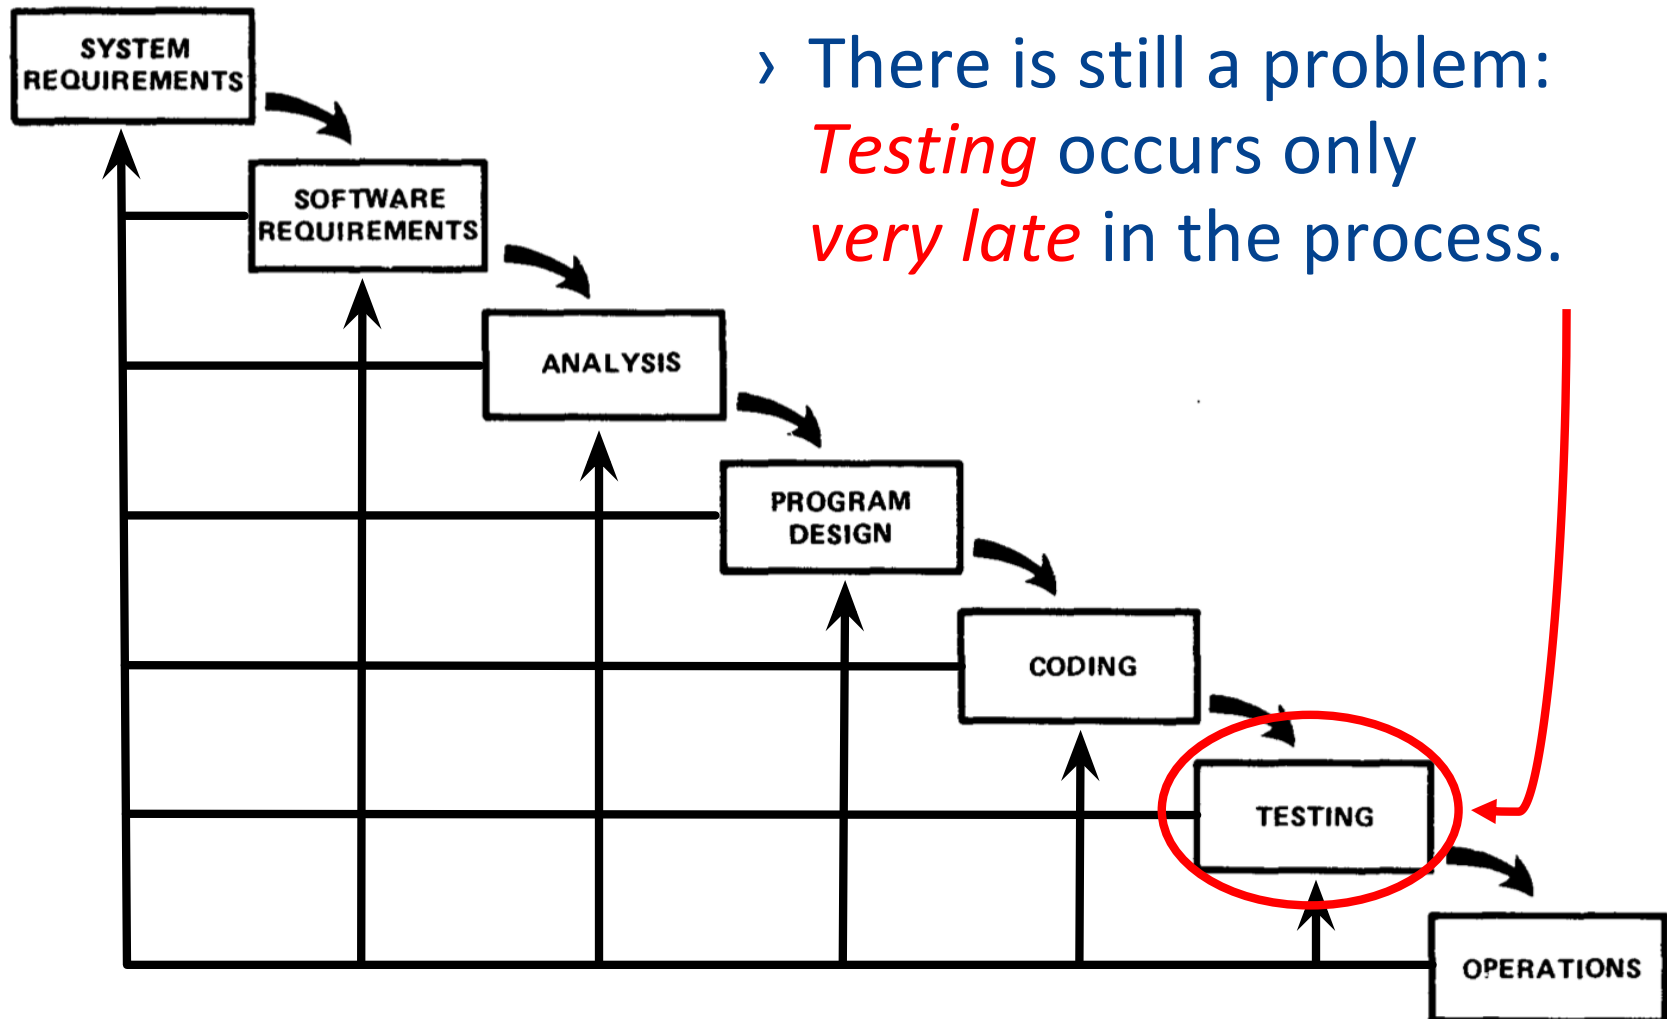 SYSTEM
REQUIREMENTS
› There is still a problem:
Testing occurs only
very late in the process.
SOFTWARE
REQUIREMENTS
ANALYSIS
PROGRAM
DESIGN
CODING
TESTING
OPERATIONS